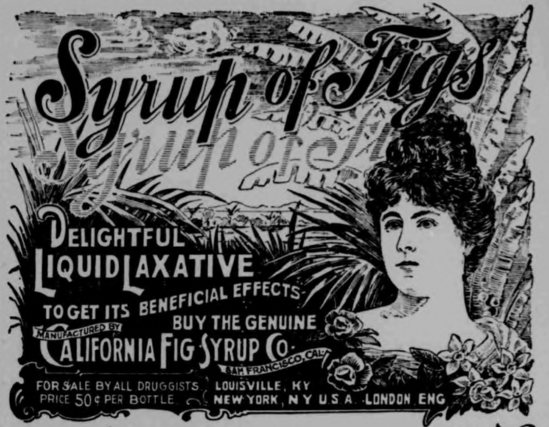 Syrup of Figs
Syrup of Fi
DELIGHTFUL
LIQUID LAXATIVE
TO GET ITS BENEFICIAL EFFECTS
BUY THE GENUINE
MANUFACTURED BY
CALIFORNIA FIG SYRUP CO.
SAN FRANCISCO, CAL.
FOR SALE BY ALL DRUGGISTS
PRICE 50¢ PER BOTTLE.
LOUISVILLE, KY
NEW YORK, N Y U S A. LONDON, ENG